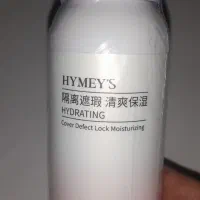 HYMEY'S
隔离遮瑕 清爽保湿
HYDRATING
Cover Defect Lock Moisturizing